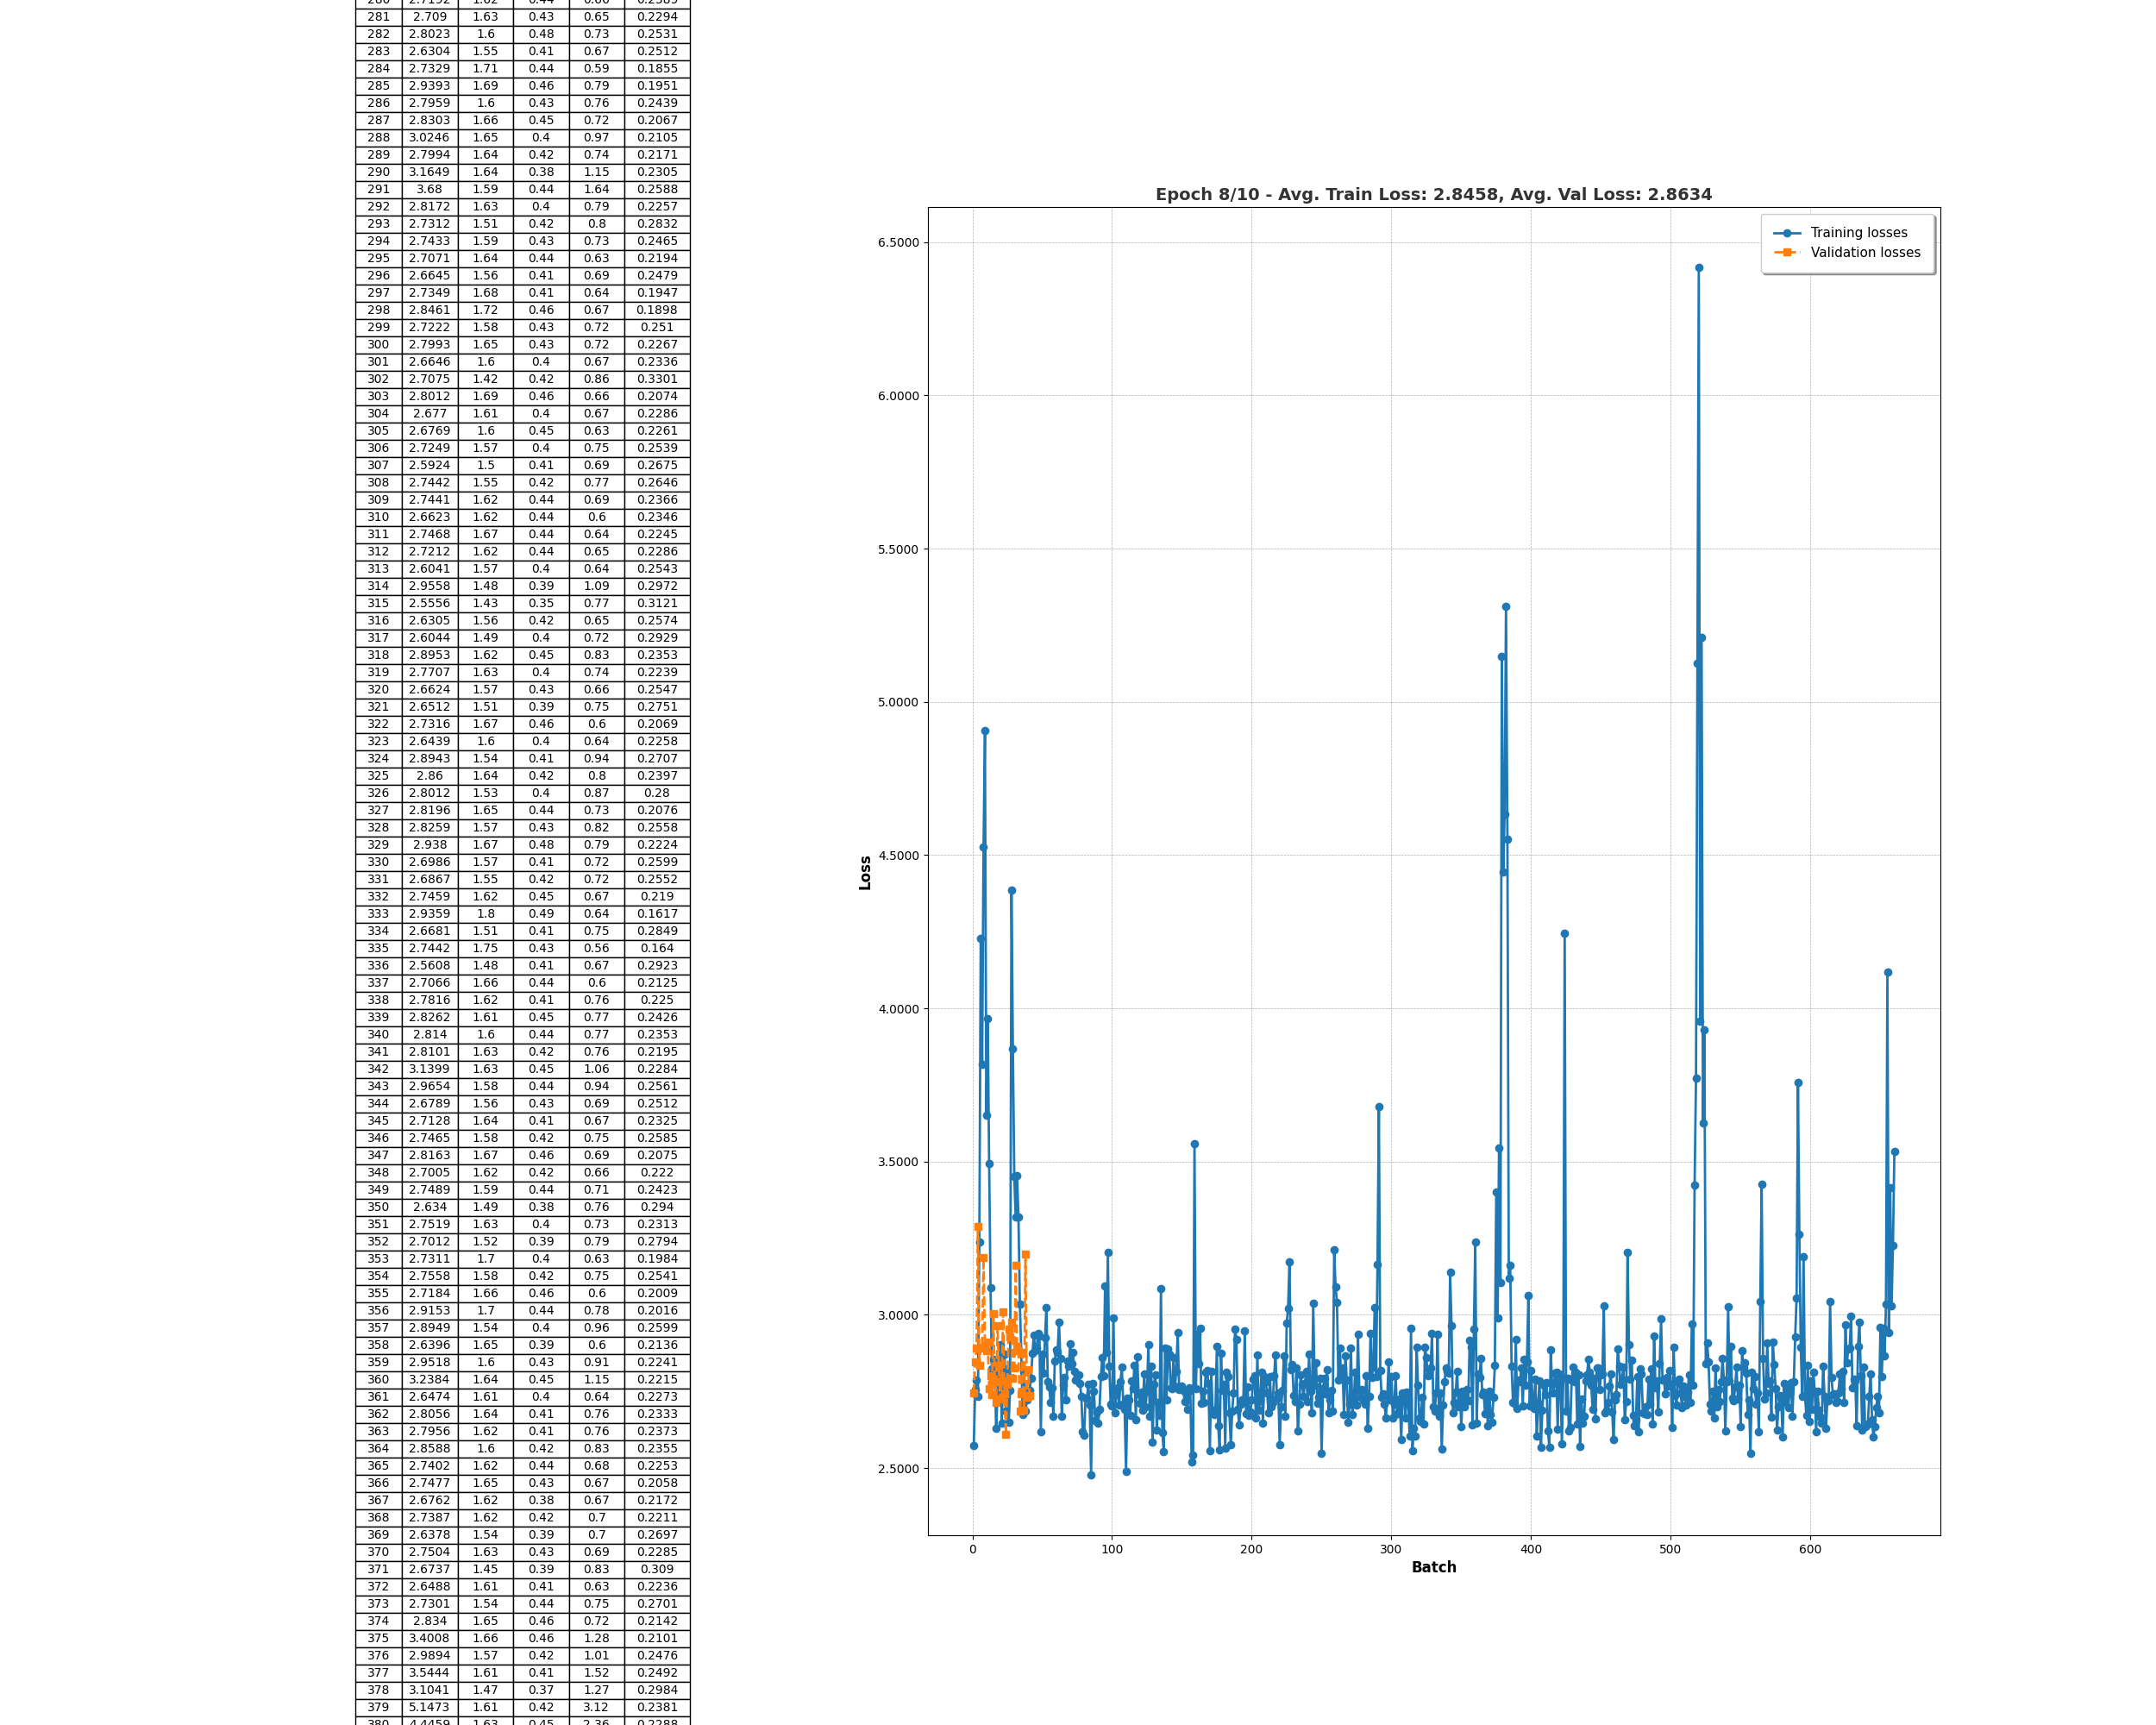 281 2.709 1.63 0.43 0.65 0.2294
282 2.8023 1.6 0.48 0.73 0.2531
283 2.6304 1.55 0.41 0.67 0.2512
284 2.7329 1.71 0.44 0.59 0.1855
285 2.9393 1.69 0.46 0.79 0.1951
286 2.7959 1.6 0.43 0.76 0.2439
287 2.8303 1.66 0.45 0.72 0.2067
288 3.0246 1.65 0.4 0.97 0.2105
289 2.7994 1.64 0.42 0.74 0.2171
290 3.1649 1.64 0.38 1.15 0.2305
291 3.68 1.59 0.44 1.64 0.2588
292 2.8172 1.63 0.4 0.79 0.2257
293 2.7312 1.51 0.42 0.8 0.2832
294 2.7433 1.59 0.43 0.73 0.2465
295 2.7071 1.64 0.44 0.63 0.2194
296 2.6645 1.56 0.41 0.69 0.2479
297 2.7349 1.68 0.41 0.64 0.1947
298 2.8461 1.72 0.46 0.67 0.1898
299 2.7222 1.58 0.43 0.72 0.251
300 2.7993 1.65 0.43 0.72 0.2267
301 2.6646 1.6 0.4 0.67 0.2336
302 2.7075 1.42 0.42 0.86 0.3301
303 2.8012 1.69 0.46 0.66 0.2074
304 2.677 1.61 0.4 0.67 0.2286
305 2.6769 1.6 0.45 0.63 0.2261
306 2.7249 1.57 0.4 0.75 0.2539
307 2.5924 1.5 0.41 0.69 0.2675
308 2.7442 1.55 0.42 0.77 0.2646
309 2.7441 1.62 0.44 0.69 0.2366
310 2.6623 1.62 0.44 0.6 0.2346
311 2.7468 1.67 0.44 0.64 0.2245
312 2.7212 1.62 0.44 0.65 0.2286
313 2.6041 1.57 0.4 0.64 0.2543
314 2.9558 1.48 0.39 1.09 0.2972
315 2.5556 1.43 0.35 0.77 0.3121
316 2.6305 1.56 0.42 0.65 0.2574
317 2.6044 1.49 0.4 0.72 0.2929
318 2.8953 1.62 0.45 0.83 0.2353
319 2.7707 1.63 0.4 0.74 0.2239
320 2.6624 1.57 0.43 0.66 0.2547
321 2.6512 1.51 0.39 0.75 0.2751
322 2.7316 1.67 0.46 0.6 0.2069
323 2.6439 1.6 0.4 0.64 0.2258
324 2.8943 1.54 0.41 0.94 0.2707
325 2.86 1.64 0.42 0.8 0.2397
326 2.8012 1.53 0.4 0.87 0.28
327 2.8196 1.65 0.44 0.73 0.2076
328 2.8259 1.57 0.43 0.82 0.2558
329 2.938 1.67 0.48 0.79 0.2224
330 2.6986 1.57 0.41 0.72 0.2599
331 2.6867 1.55 0.42 0.72 0.2552
332 2.7459 1.62 0.45 0.67 0.219
333 2.9359 1.8 0.49 0.64 0.1617
334 2.6681 1.51 0.41 0.75 0.2849
335 2.7442 1.75 0.43 0.56 0.164
336 2.5608 1.48 0.41 0.67 0.2923
337 2.7066 1.66 0.44 0.6 0.2125
338 2.7816 1.62 0.41 0.76 0.225
339 2.8262 1.61 0.45 0.77 0.2426
340 2.814 1.6 0.44 0.77 0.2353
341 2.8101 1.63 0.42 0.76 0.2195
342 3.1399 1.63 0.45 1.06 0.2284
343 2.9654 1.58 0.44 0.94 0.2561
344 2.6789 1.56 0.43 0.69 0.2512
345 2.7128 1.64 0.41 0.67 0.2325
346 2.7465 1.58 0.42 0.75 0.2585
347 2.8163 1.67 0.46 0.69 0.2075
348 2.7005 1.62 0.42 0.66 0.222
349 2.7489 1.59 0.44 0.71 0.2423
350 2.634 1.49 0.38 0.76 0.294
351 2.7519 1.63 0.4 0.73 0.2313
352 2.7012 1.52 0.39 0.79 0.2794
353 2.7311 1.7 0.4 0.63 0.1984
354 2.7558 1.58 0.42 0.75 0.2541
355 2.7184 1.66 0.46 0.6 0.2009
356 2.9153 1.7 0.44 0.78 0.2016
357 2.8949 1.54 0.4 0.96 0.2599
358 2.6396 1.65 0.39 0.6 0.2136
359 2.9518 1.6 0.43 0.91 0.2241
360 3.2384 1.64 0.45 1.15 0.2215
361 2.6474 1.61 0.4 0.64 0.2273
362 2.8056 1.64 0.41 0.76 0.2333
363 2.7956 1.62 0.41 0.76 0.2373
364 2.8588 1.6 0.42 0.83 0.2355
365 2.7402 1.62 0.44 0.68 0.2253
366 2.7477 1.65 0.43 0.67 0.2058
367 2.6762 1.62 0.38 0.67 0.2172
368 2.7387 1.62 0.42 0.7 0.2211
369 2.6378 1.54 0.39 0.7 0.2697
370 2.7504 1.63 0.43 0.69 0.2285
371 2.6737 1.45 0.39 0.83 0.309
372 2.6488 1.61 0.41 0.63 0.2236
373 2.7301 1.54 0.44 0.75 0.2701
374 2.834 1.65 0.46 0.72 0.2142
375 3.4008 1.66 0.46 1.28 0.2101
376 2.9894 1.57 0.42 1.01 0.2476
377 3.5444 1.61 0.41 1.52 0.2492
378 3.1041 1.47 0.37 1.27 0.2984
379 5.1473 1.61 0.42 3.12 0.2381
380 4.4459 1.63 0.45 2.36 0.2288
Epoch 8/10 - Avg. Train Loss: 2.8458, Avg. Val Loss: 2.8634
Training losses
Validation losses
6.5000
6.0000
5.5000
5.0000
4.5000
4.0000
3.5000
3.0000
2.5000
Loss
0 100 200 300 400 500 600
Batch